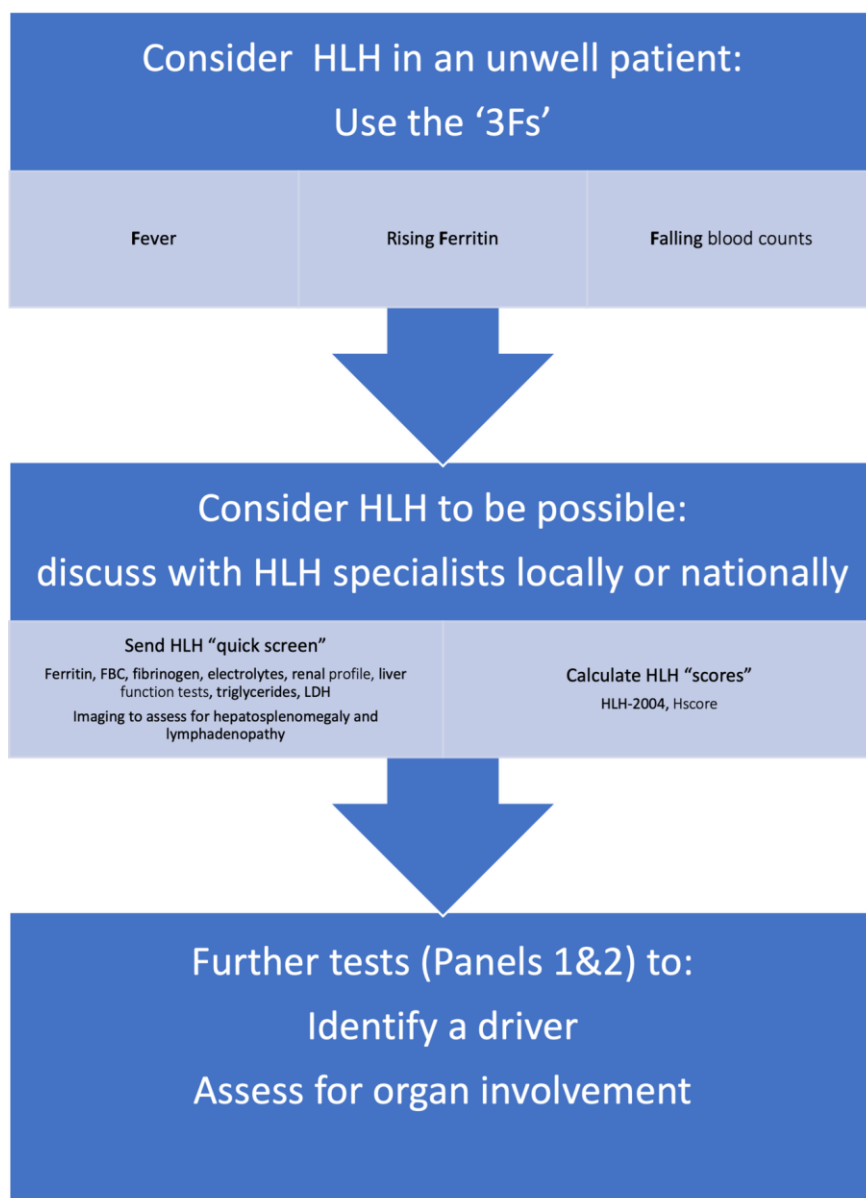 Consider HLH in an unwell patient:
Use the ‘3Fs’
Fever
Rising Ferritin
Falling blood counts
Consider HLH to be possible:
discuss with HLH specialists locally or nationally
Send HLH “quick screen”
Ferritin, FBC, fibrinogen, electrolytes, renal profile, liver
function tests, triglycerides, LDH
Imaging to assess for hepatosplenomegaly and
lymphadenopathy
Calculate HLH “scores”
HLH-2004, Hscore
Further tests (Panels 1&2) to:
Identify a driver
Assess for organ involvement